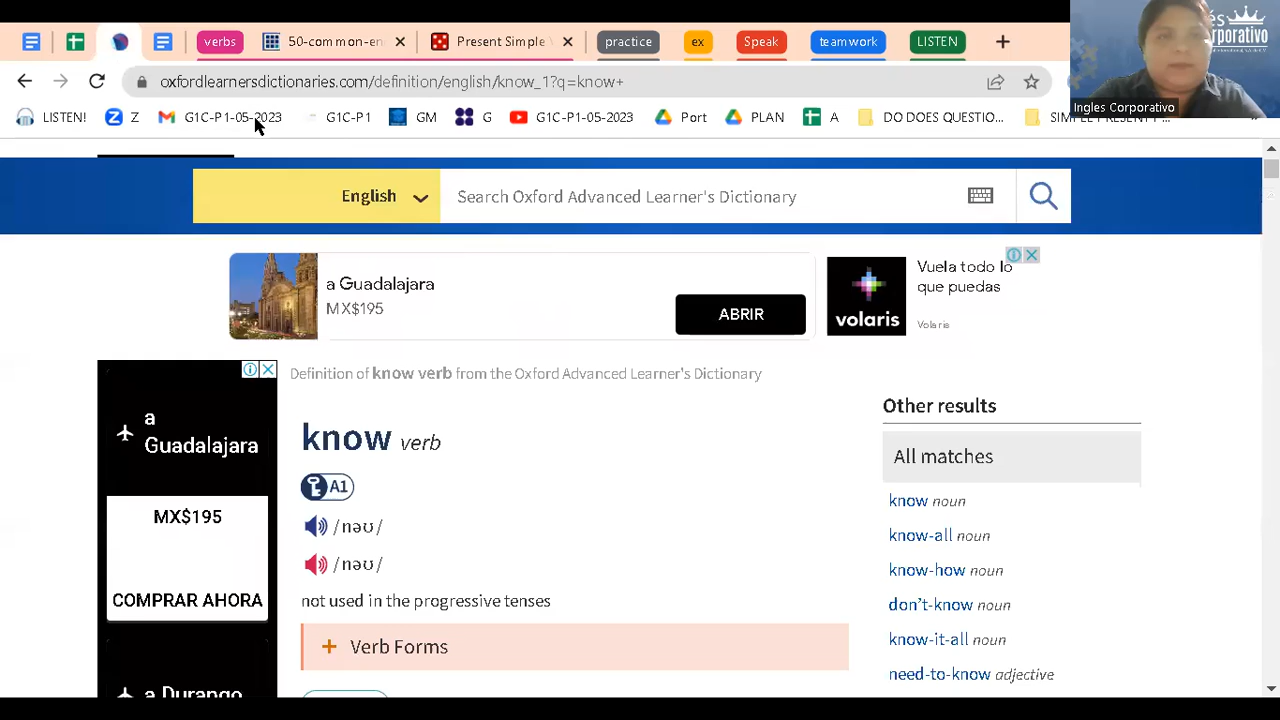 verbs 50-common-en Present Simple practice ex Speak teamwork LISTEN
oxfordlearnersdictionaries.com/definition/english/know_1?q=know+
LISTEN! Z G1C-P1-05-2023 G1C-P1 GM G G1C-P1-05-2023 Port PLAN A DO DOES QUESTIO...
Ingles Corporativo
English Search Oxford Advanced Learner's Dictionary
a Guadalajara
MX$195
ABRIR
Vuela todo lo
que puedas
volaris Volaris
Definition of know verb from the Oxford Advanced Learner's Dictionary
a
Guadalajara
MX$195
COMPRAR AHORA
a Durango
know verb
A1
/nəʊ/
/nəʊ/
not used in the progressive tenses
+ Verb Forms
Other results
All matches
know noun
know-all noun
know-how noun
don't-know noun
know-it-all noun
need-to-know adjective